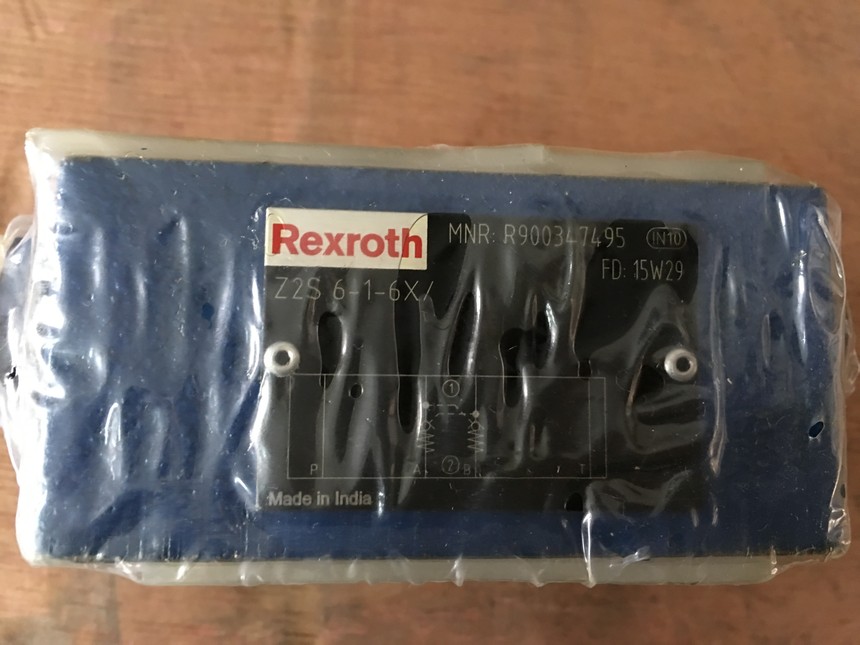 Rexroth
MNR: R900347495 IN10
FD: 15W29
Z2S 6-1-6X/
1
P A 2 B T
Made in India